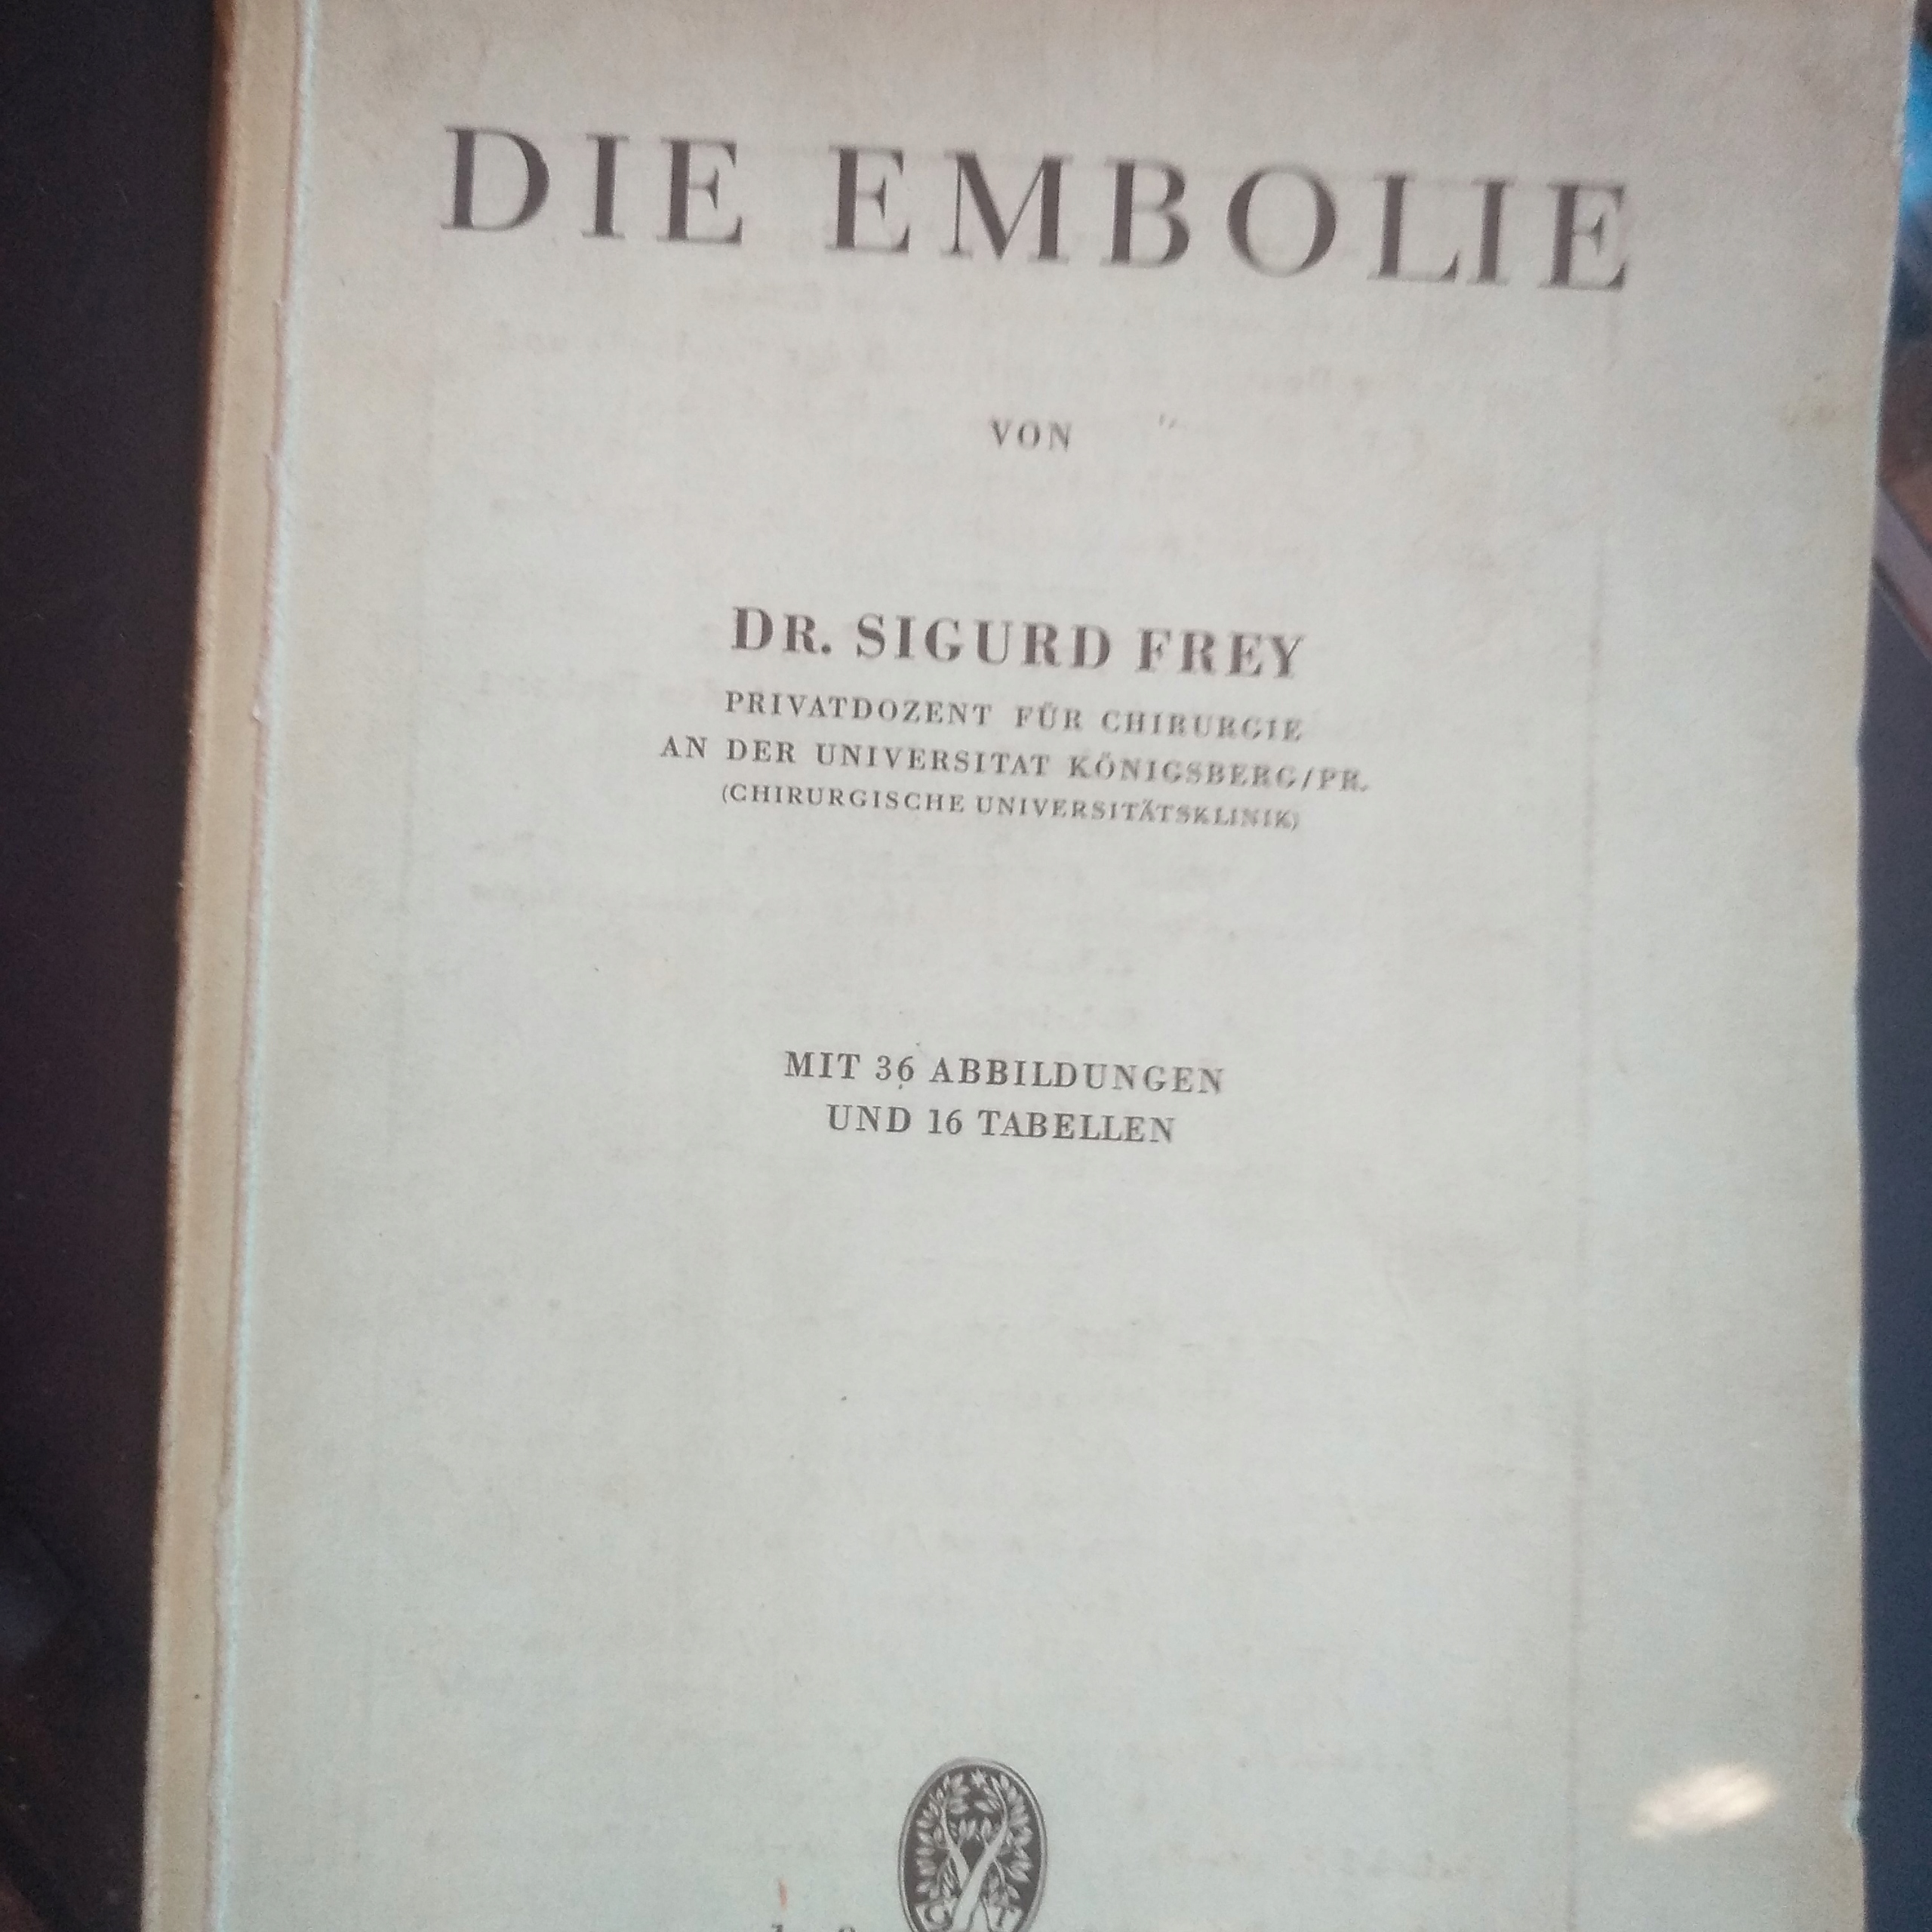 DIE EMBOLIE
VON
DR. SIGURD FREY
PRIVATDOZENT FÜR CHIRURGIE
AN DER UNIVERSITAT KÖNIGSBERG/PR.
(CHIRURGISCHE UNIVERSITÄTSKLINIK)
MIT 36 ABBILDUNGEN
UND 16 TABELLEN
G T